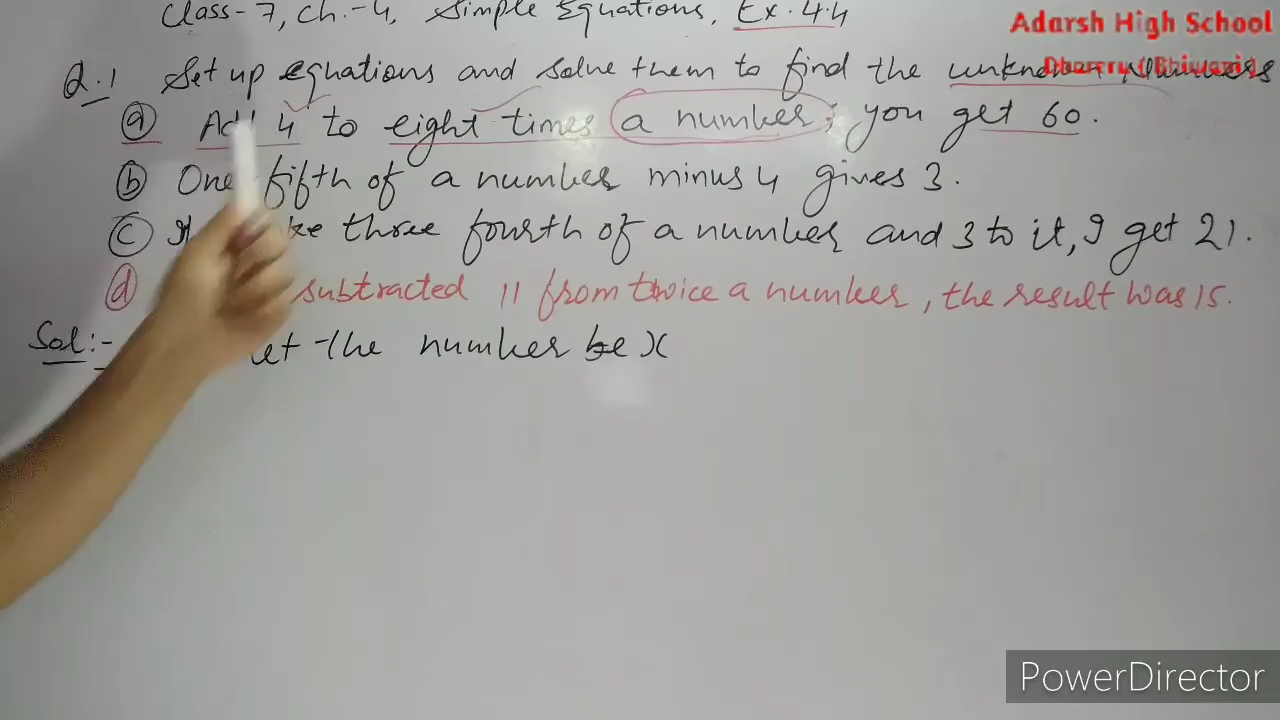 Class-7, Ch.-4, Simple Equations, Ex. 4.4
Adarsh High School
Q.1 Set up equations and solve them to find the unknown numbers
(a) Add 4 to eight times a number; you get 60.
(b) One fifth of a number minus 4 gives 3.
(c) three fourth of a number and 3 to it, I get 21.
(d) subtracted 11 from twice a number, the result was 15.
Sol:- let the number be x
PowerDirector